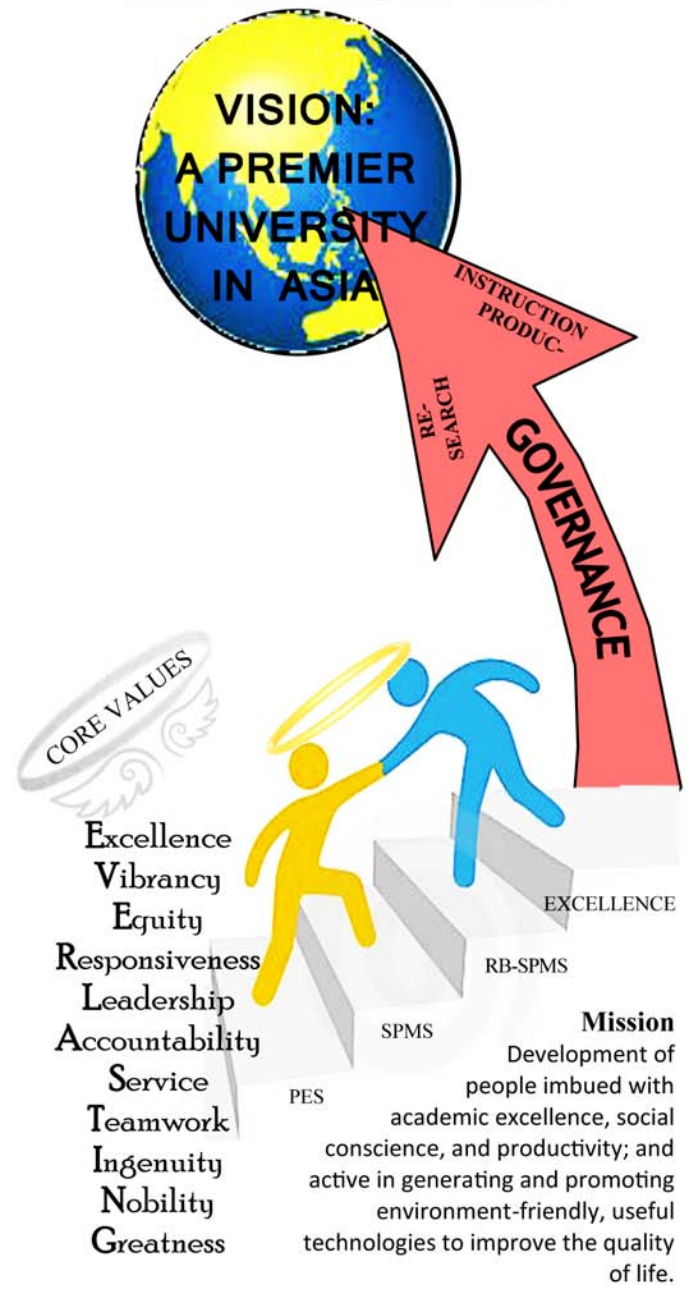 VISION:
A PREMIER
UNIVERSITY
IN ASIA
INSTRUCTION
PRODUC-
RE-
SEARCH
GOVERNANCE
CORE VALUES
Excellence
Vibrancy
Equity
Responsiveness
Leadership
Accountability
Service
Teamwork
Ingenuity
Nobility
Greatness
EXCELLENCE
RB-SPMS
SPMS
PES
Mission
Development of
people imbued with
academic excellence, social
conscience, and productivity; and
active in generating and promoting
environment-friendly, useful
technologies to improve the quality
of life.